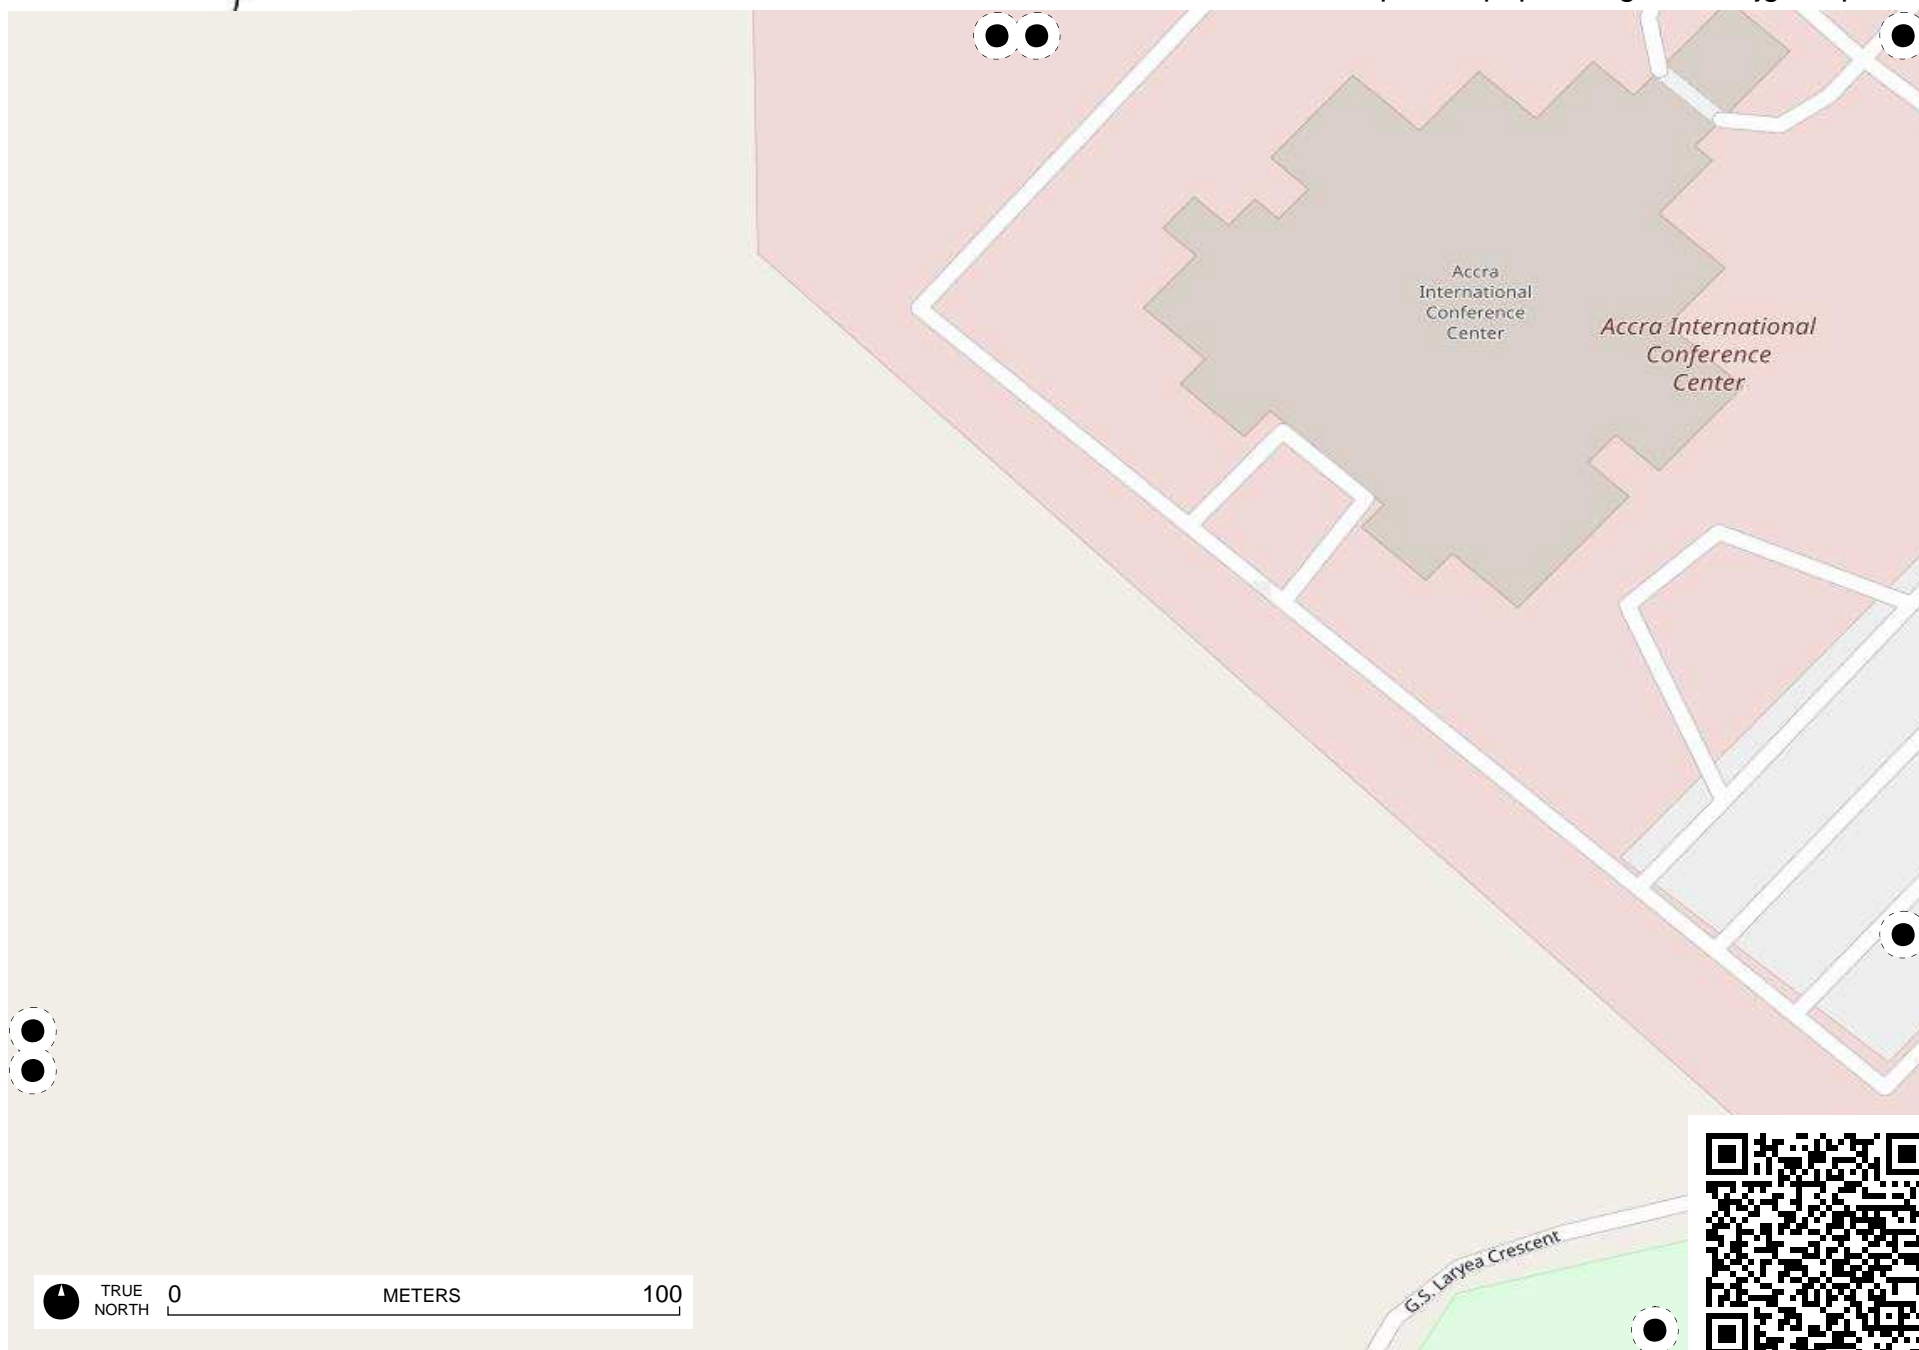 Accra
International
Conference
Center
Accra International
Conference
Center
G.S. Laryea Crescent
TRUE
NORTH
0 METERS 100